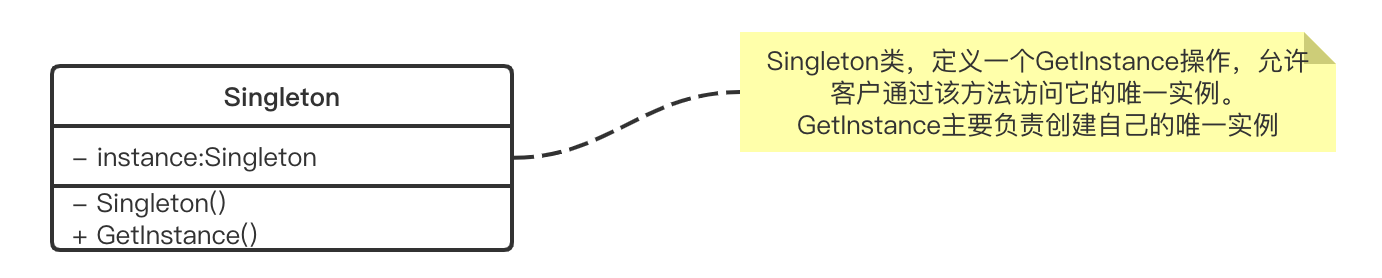 Singleton
- instance:Singleton
- Singleton()
+ GetInstance()
Singleton类，定义一个GetInstance操作，允许
客户通过该方法访问它的唯一实例。
GetInstance主要负责创建自己的唯一实例